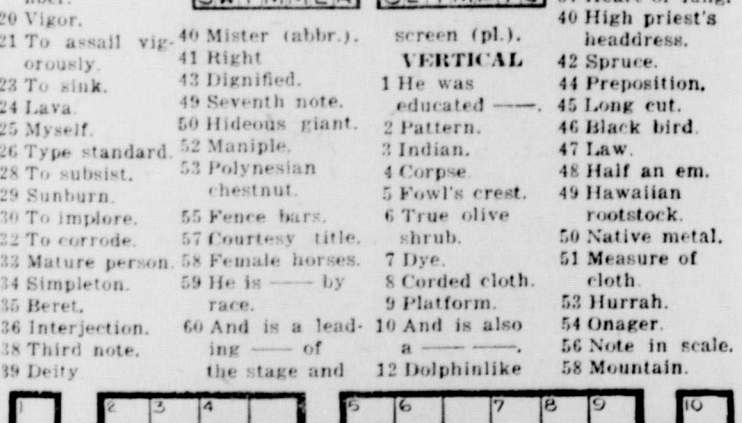 20 Vigor.
21 To assail vig-
orously.
23 To sink.
24 Lava.
25 Myself.
26 Type standard.
28 To subsist.
29 Sunburn.
30 To implore.
32 To corrode.
33 Mature person.
34 Simpleton.
35 Beret.
36 Interjection.
38 Third note.
39 Deity
40 Mister (abbr.).
41 Right
43 Dignified.
49 Seventh note.
50 Hideous giant.
52 Maniple.
53 Polynesian
chestnut.
55 Fence bars.
57 Courtesy title.
58 Female horses.
59 He is —— by
race.
60 And is a lead-
ing —— of
the stage and
screen (pl.).
VERTICAL
1 He was
educated ——.
2 Pattern.
3 Indian.
4 Corpse.
5 Fowl's crest.
6 True olive
shrub.
7 Dye.
8 Corded cloth.
9 Platform.
10 And is also
a —— ——.
12 Dolphinlike
40 High priest's
headdress.
42 Spruce.
44 Preposition.
45 Long cut.
46 Black bird.
47 Law.
48 Half an em.
49 Hawaiian
rootstock.
50 Native metal.
51 Measure of
cloth.
53 Hurrah.
54 Onager.
56 Note in scale.
58 Mountain.
1 2 3 4 5 6 7 8 9 10